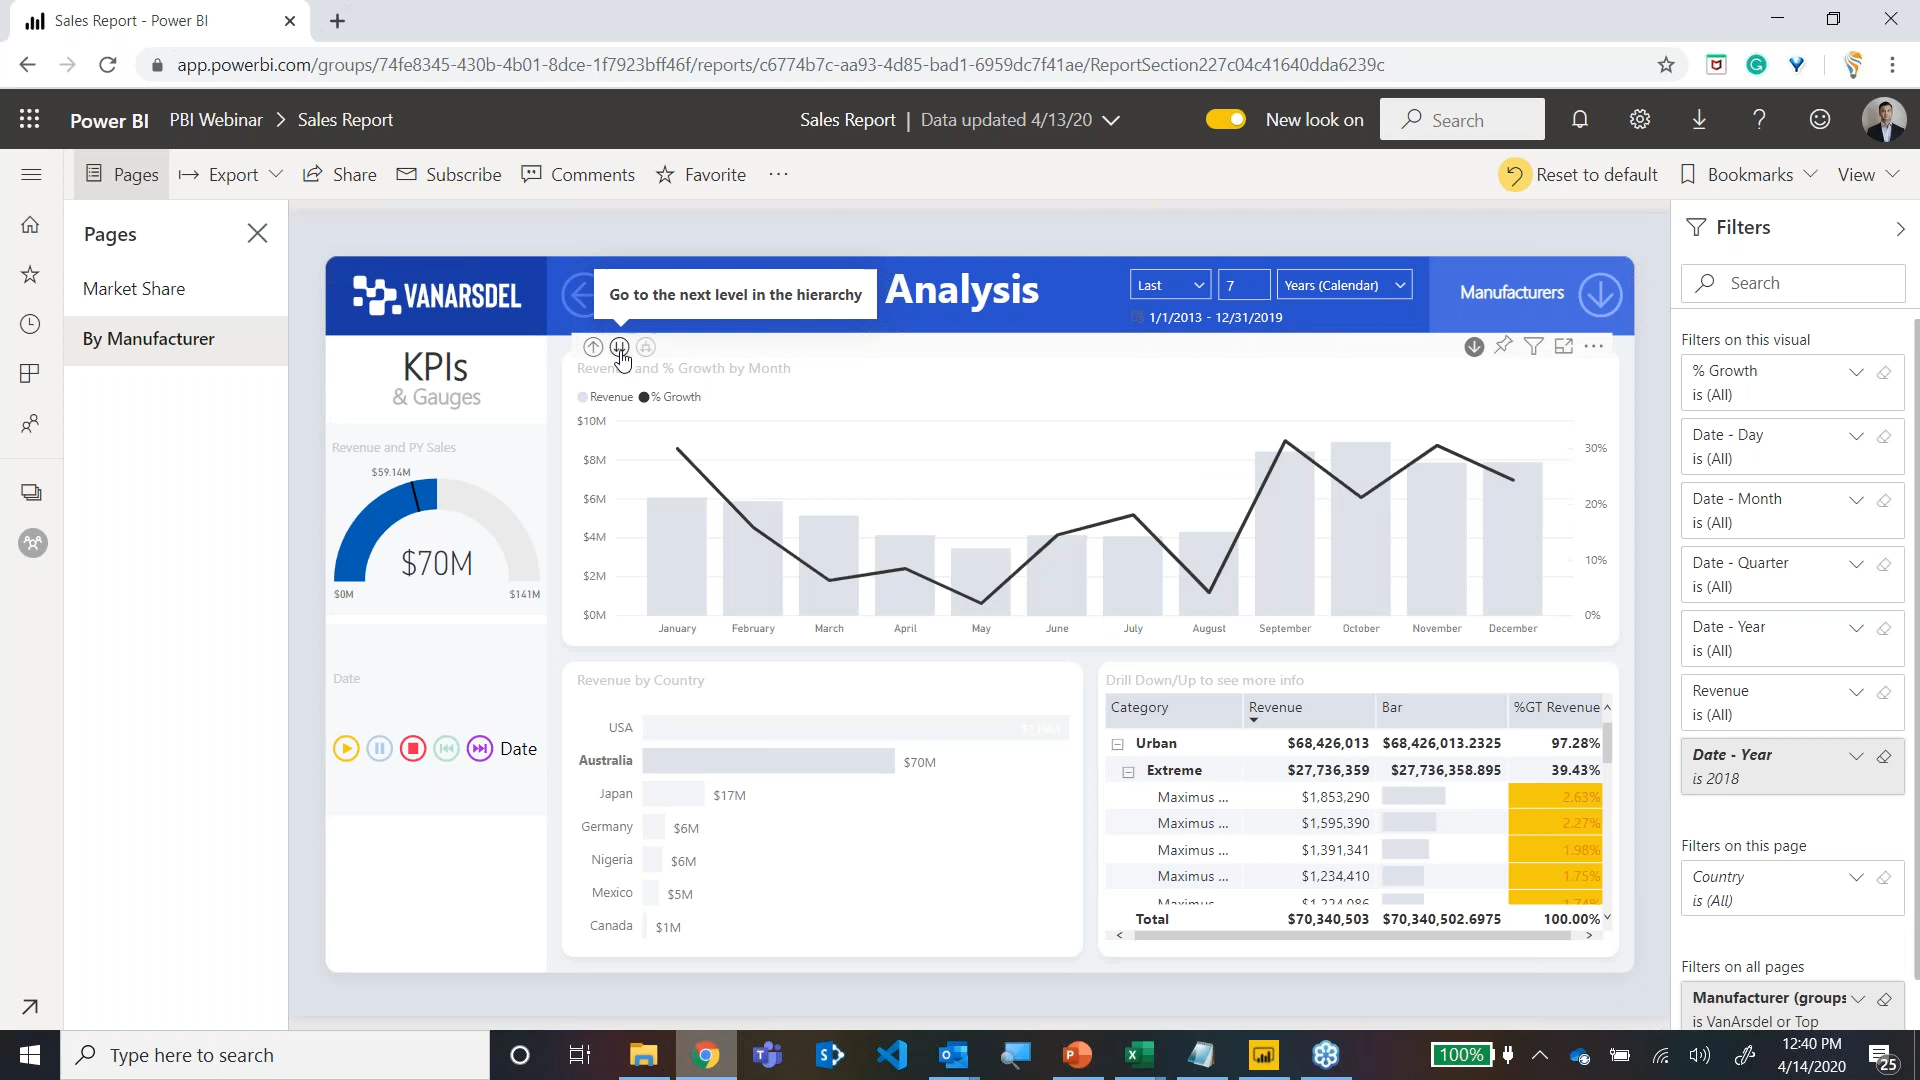 Sales Report - Power BI
app.powerbi.com/groups/74fe8345-430b-4b01-8dce-1f7923bff46f/reports/c6774b7c-aa93-4d85-bad1-6959dc7f41ae/ReportSection227c04c41640dda6239c
Power BI PBI Webinar > Sales Report
Sales Report | Data updated 4/13/20
New look on
Search
Pages Export Share Subscribe Comments Favorite ···
Reset to default Bookmarks View
Pages
Market Share
By Manufacturer
VANARSDEL
Go to the next level in the hierarchy
Analysis
Last 7 Years (Calendar)
1/1/2013 - 12/31/2019
Manufacturers
KPIs
& Gauges
Revenue and PY Sales
$59.14M
$70M
$0M $141M
Date
Date
Revenue and % Growth by Month
Revenue % Growth
$10M
$8M
$6M
$4M
$2M
$0M
30%
20%
10%
0%
January February March April May June July August September October November December
Revenue by Country
USA
Australia $70M
Japan $17M
Germany $6M
Nigeria $6M
Mexico $5M
Canada $1M
Drill Down/Up to see more info
Category Revenue Bar %GT Revenue
Urban $68,426,013 $68,426,013.2325 97.28%
Extreme $27,736,359 $27,736,358.895 39.43%
Maximus ... $1,853,290 2.63%
Maximus ... $1,595,390 2.27%
Maximus ... $1,391,341 1.98%
Maximus ... $1,234,410 1.75%
Maximus $1,224,086 1.74%
Total $70,340,503 $70,340,502.6975 100.00%
Filters
Search
Filters on this visual
% Growth
is (All)
Date - Day
is (All)
Date - Month
is (All)
Date - Quarter
is (All)
Date - Year
is (All)
Revenue
is (All)
Date - Year
is 2018
Filters on this page
Country
is (All)
Filters on all pages
Manufacturer (groups
is VanArsdel or Top
Type here to search
100%
12:40 PM
4/14/2020
25